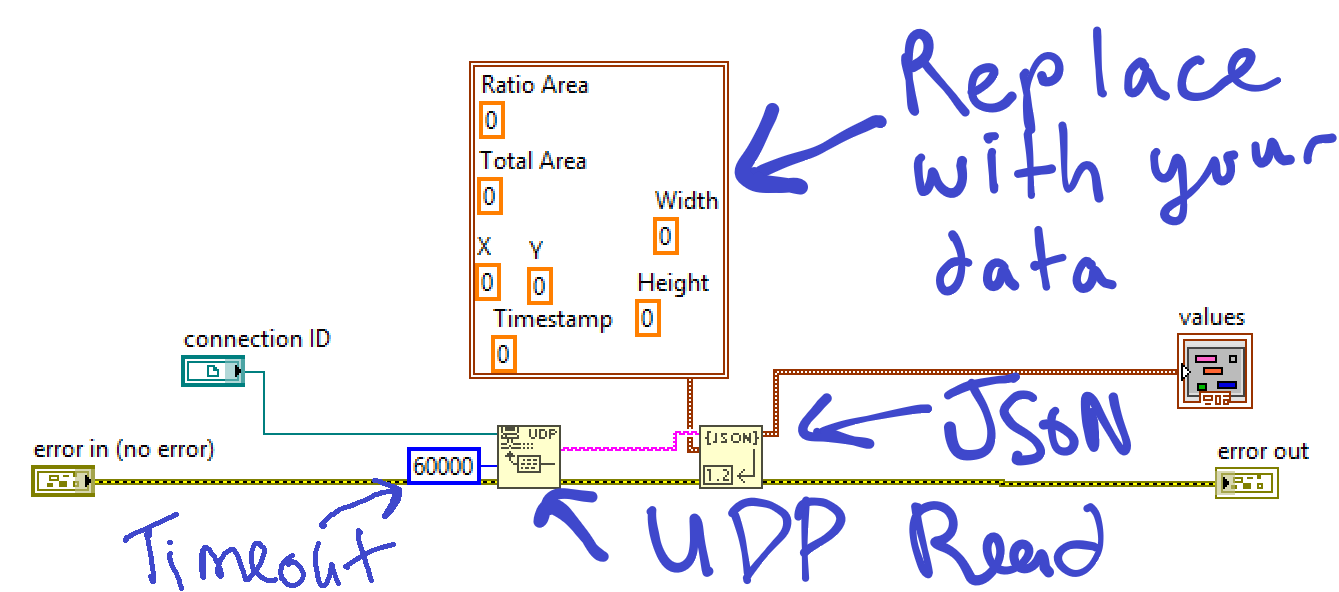 Replace
with your
data
Ratio Area
0
Total Area
0
Width
0
X Y
0 0
Height
0
Timestamp
0
connection ID
values
UDP
{JSON}
1.2
JSON
error in (no error)
60000
error out
Timeout
UDP Read